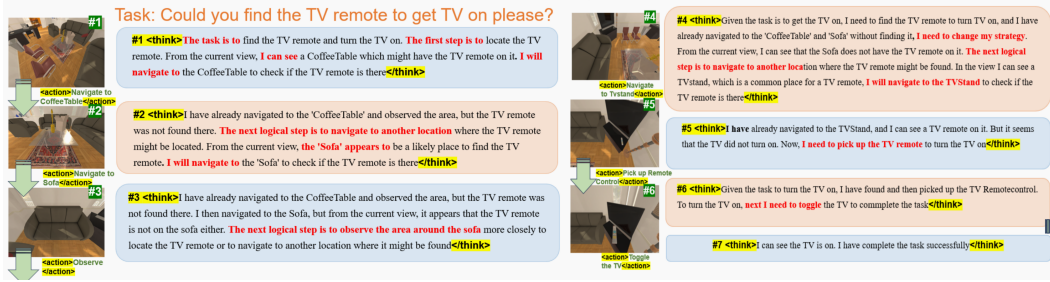 Task: Could you find the TV remote to get TV on please?
#1
<action>Navigate to
CoffeeTable</action>
#1 <think>The task is to find the TV remote and turn the TV on. The first step is to locate the TV
remote. From the current view, I can see a CoffeeTable which might have the TV remote on it. I will
navigate to the CoffeeTable to check if the TV remote is there</think>
#2
<action>Navigate to
Sofa</action>
#2 <think>I have already navigated to the 'CoffeeTable' and observed the area, but the TV remote
was not found there. The next logical step is to navigate to another location where the TV remote
might be located. From the current view, the 'Sofa' appears to be a likely place to find the TV
remote. I will navigate to the 'Sofa' to check if the TV remote is there</think>
#3
<action>Observe
</action>
#3 <think>I have already navigated to the CoffeeTable and observed the area, but the TV remote was
not found there. I then navigated to the Sofa, but from the current view, it appears that the TV remote
is not on the sofa either. The next logical step is to observe the area around the sofa more closely to
locate the TV remote or to navigate to another location where it might be found</think>
#4
<action>Navigate
to Tvstand</action>
#4 <think>Given the task is to get the TV on, I need to find the TV remote to turn TV on, and I have
already navigated to the 'CoffeeTable' and 'Sofa' without finding it, I need to change my strategy.
From the current view, I can see that the Sofa does not have the TV remote on it. The next logical
step is to navigate to another location where the TV remote might be found. In the view I can see a
TVstand, which is a common place for a TV remote, I will navigate to the TVStand to check if the
TV remote is there</think>
#5
<action>Pick up Remote
Control</action>
#5 <think>I have already navigated to the TVStand, and I can see a TV remote on it. But it seems
that the TV did not turn on. Now, I need to pick up the TV remote to turn the TV on</think>
#6
<action>Toggle
the TV</action>
#6 <think>Given the task to turn the TV on, I have found and then picked up the TV Remotecontrol.
To turn the TV on, next I need to toggle the TV to commplete the task</think>
#7 <think>I can see the TV is on. I have complete the task successfully</think>